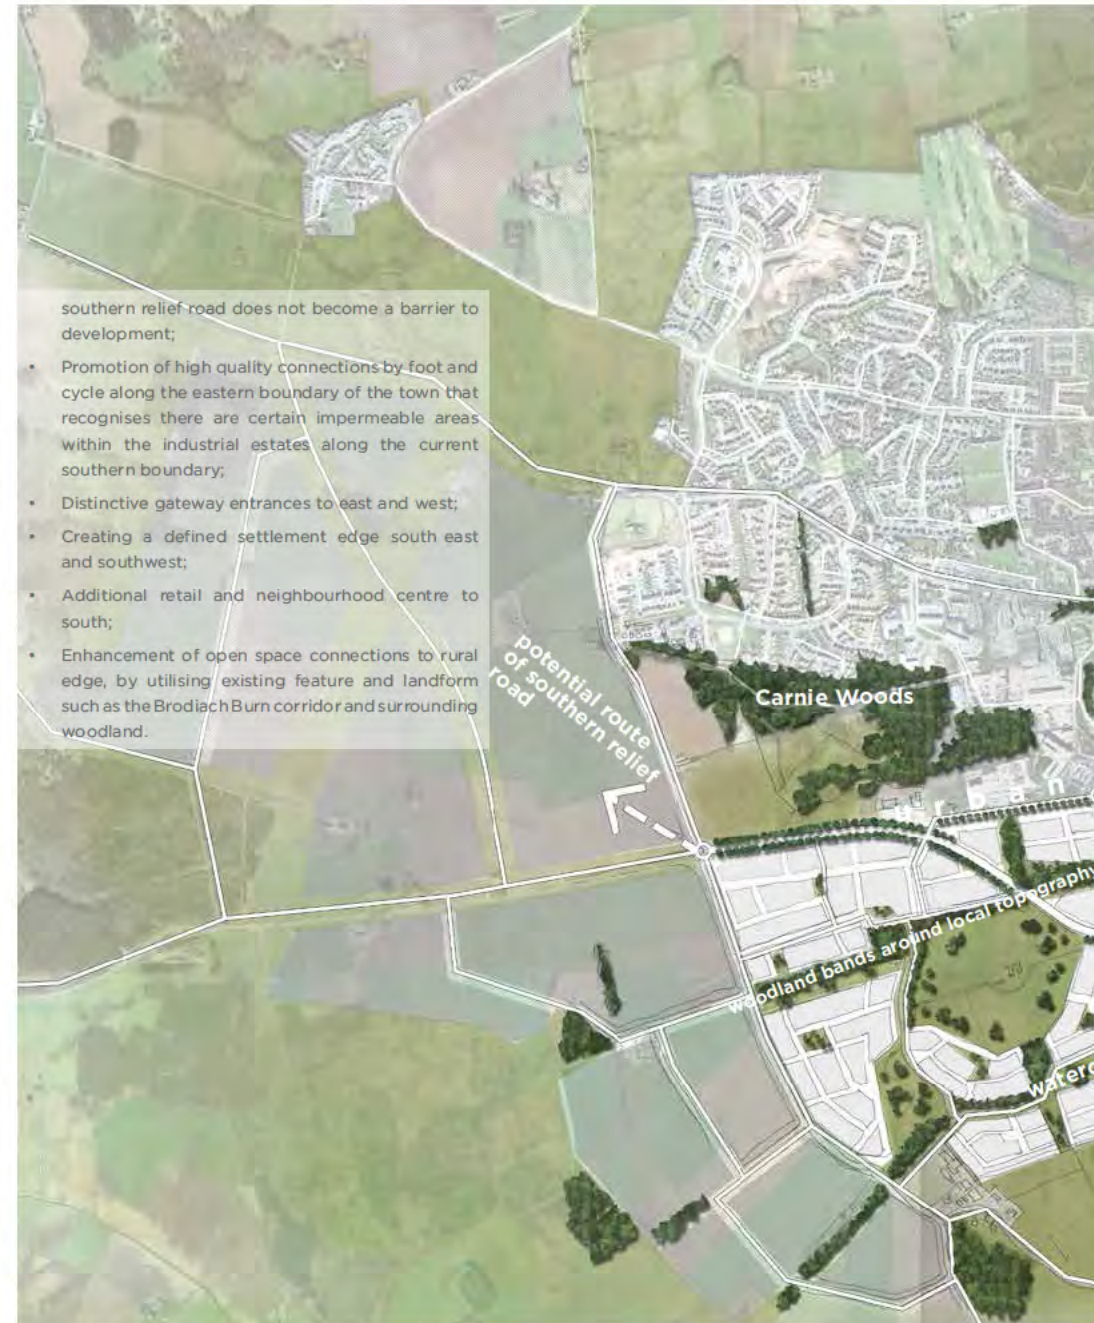 southern relief road does not become a barrier to
development;
• Promotion of high quality connections by foot and
cycle along the eastern boundary of the town that
recognises there are certain impermeable areas
within the industrial estates along the current
southern boundary;
• Distinctive gateway entrances to east and west;
• Creating a defined settlement edge south east
and southwest;
• Additional retail and neighbourhood centre to
south;
• Enhancement of open space connections to rural
edge, by utilising existing feature and landform
such as the Brodiach Burn corridor and surrounding
woodland.
potential route
of southern relief
road
Carnie Woods
urban
woodland bands around local topography
waterc